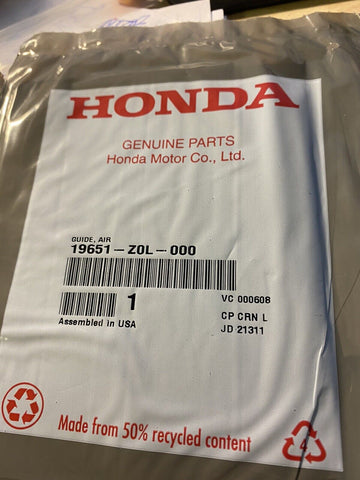 HONDA
GENUINE PARTS
Honda Motor Co., Ltd.
GUIDE, AIR
19651-Z0L-000
1
VC 000608
CP CRN L
Assembled in USA
JD 21311
Made from 50% recycled content
4